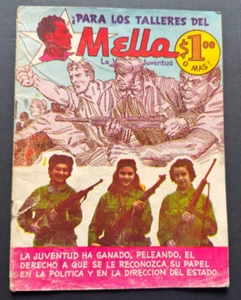 ¡PARA LOS TALLERES DEL
Mella
$1.00
O MAS!
La Juventud
LA JUVENTUD HA GANADO, PELEANDO, EL
DERECHO A QUE SE LE RECONOZCA SU PAPEL
EN LA POLITICA Y EN LA DIRECCION DEL ESTADO.